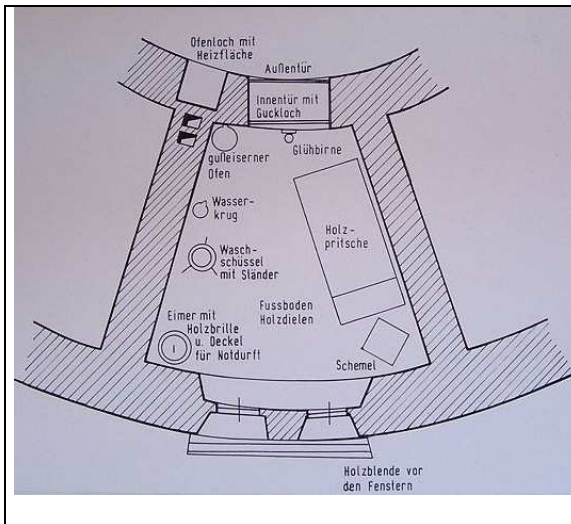 Ofenloch mit
Heizfläche
Außentür
Innentür mit
Guckloch
gußeiserner
Ofen
Glühbirne
Wasser-
krug
Holz-
pritsche
Wasch-
schüssel
mit Ständer
Fussboden
Holzdielen
Eimer mit
Holzbrille
u. Deckel
für Notdurft
Schemel
Holzblende vor
den Fenstern